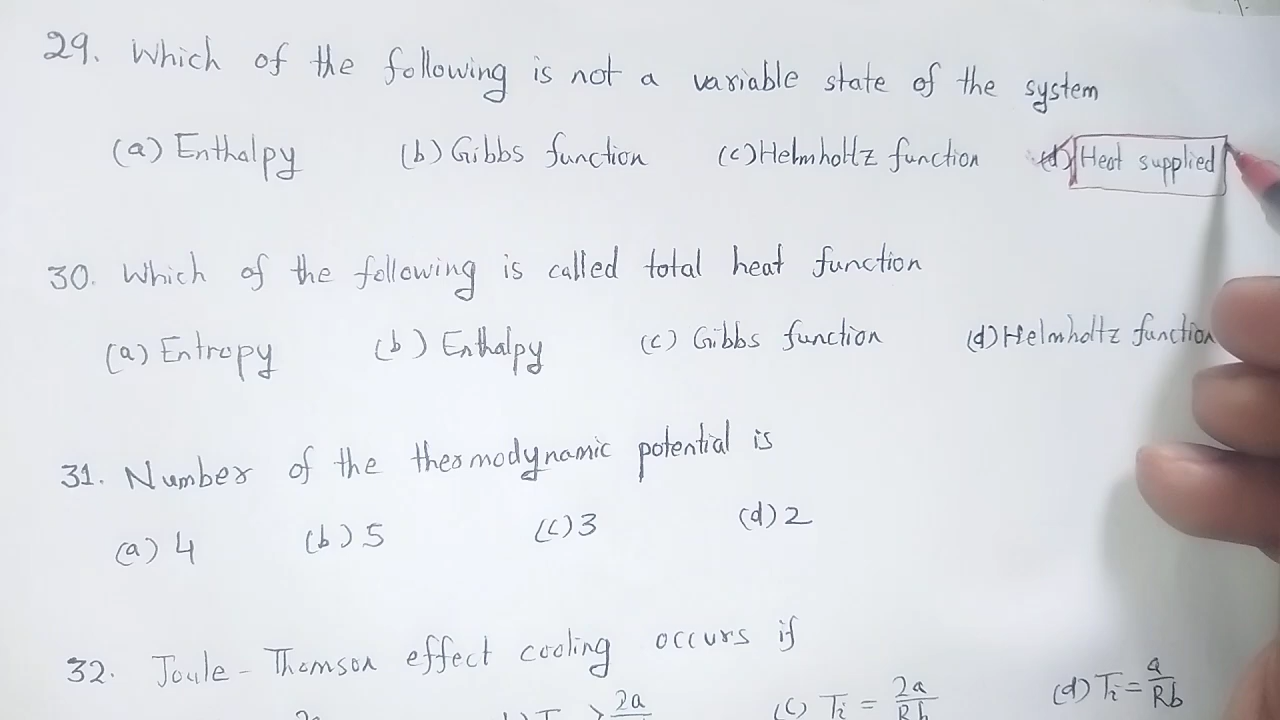 29. Which of the following is not a variable state of the system
(a) Enthalpy (b) Gibbs function (c) Helmholtz function (d) Heat supplied
30. Which of the following is called total heat function
(a) Entropy (b) Enthalpy (c) Gibbs function (d) Helmholtz function
31. Number of the thermodynamic potential is
(a) 4 (b) 5 (c) 3 (d) 2
32. Joule-Thomson effect cooling occurs if
(c) Ti = 2a/Rb (d) Ti = a/Rb